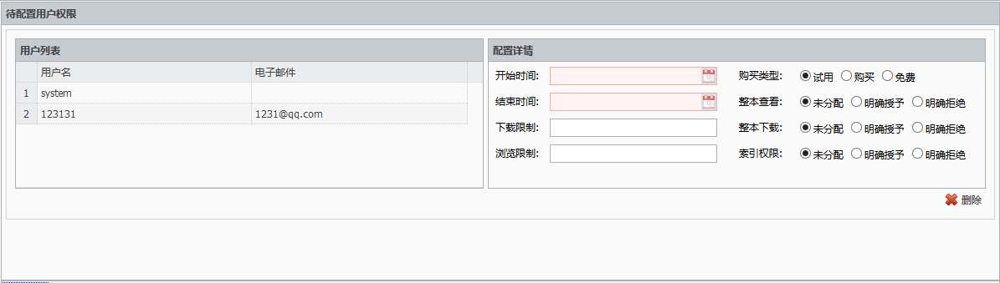 待配置用户权限
用户列表
用户名 电子邮件
1 system
2 123131 1231@qq.com
配置详情
开始时间: 购买类型: 试用 购买 免费
结束时间: 整本查看: 未分配 明确授予 明确拒绝
下载限制: 整本下载: 未分配 明确授予 明确拒绝
浏览限制: 索引权限: 未分配 明确授予 明确拒绝
删除